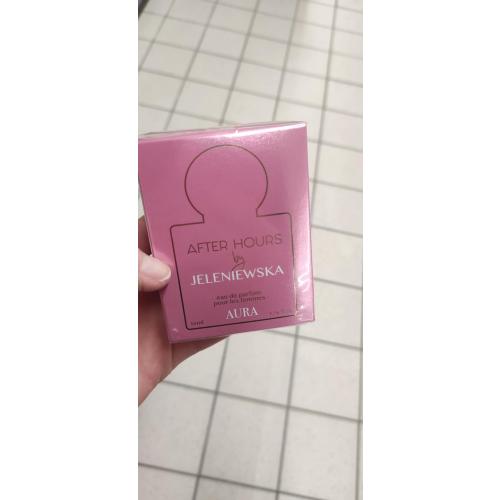 AFTER HOURS
by
JELENIEWSKA
eau de parfum
pour les femmes
AURA